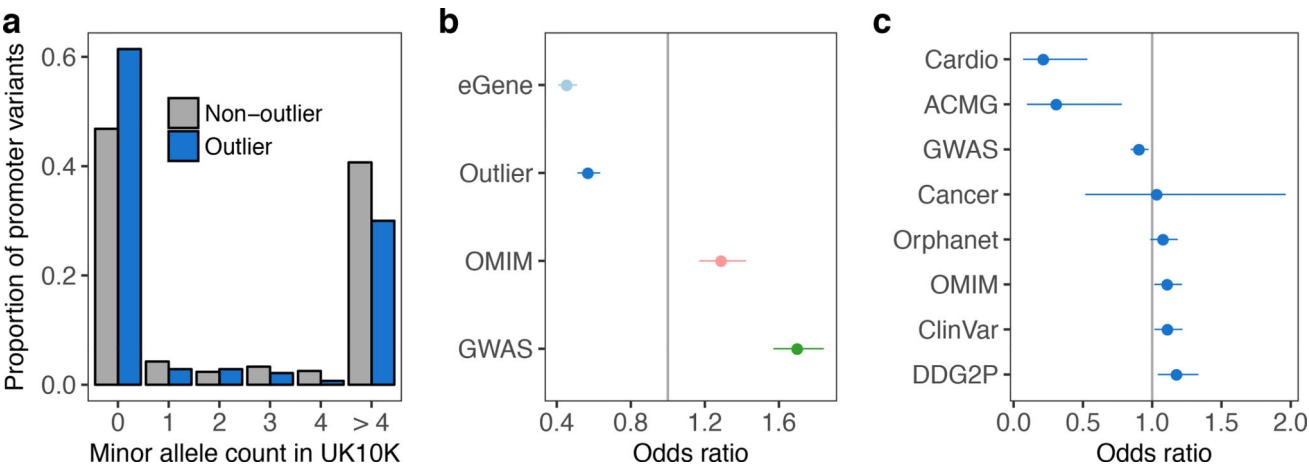 a
Proportion of promoter variants
0.6
0.4
0.2
0.0
Non−outlier
Outlier
0 1 2 3 4 > 4
Minor allele count in UK10K
b
eGene
Outlier
OMIM
GWAS
0.4 0.8 1.2 1.6
Odds ratio
c
Cardio
ACMG
GWAS
Cancer
Orphanet
OMIM
ClinVar
DDG2P
0.0 0.5 1.0 1.5 2.0
Odds ratio